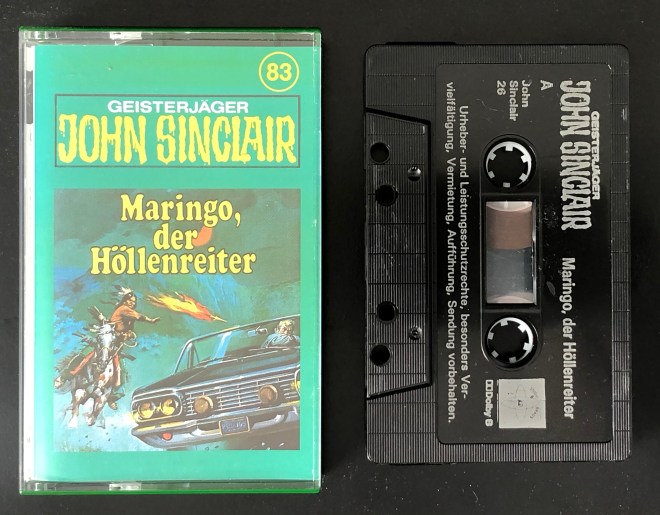 83
GEISTERJÄGER
JOHN SINCLAIR
Maringo,
der
Höllenreiter
GEISTERJÄGER
JOHN SINCLAIR
Maringo, der Höllenreiter
A
John
Sinclair
26
Urheber- und Leistungsschutzrechte, besonders Ver-
vielfältigung, Vermietung, Aufführung, Sendung vorbehalten.
Dolby B